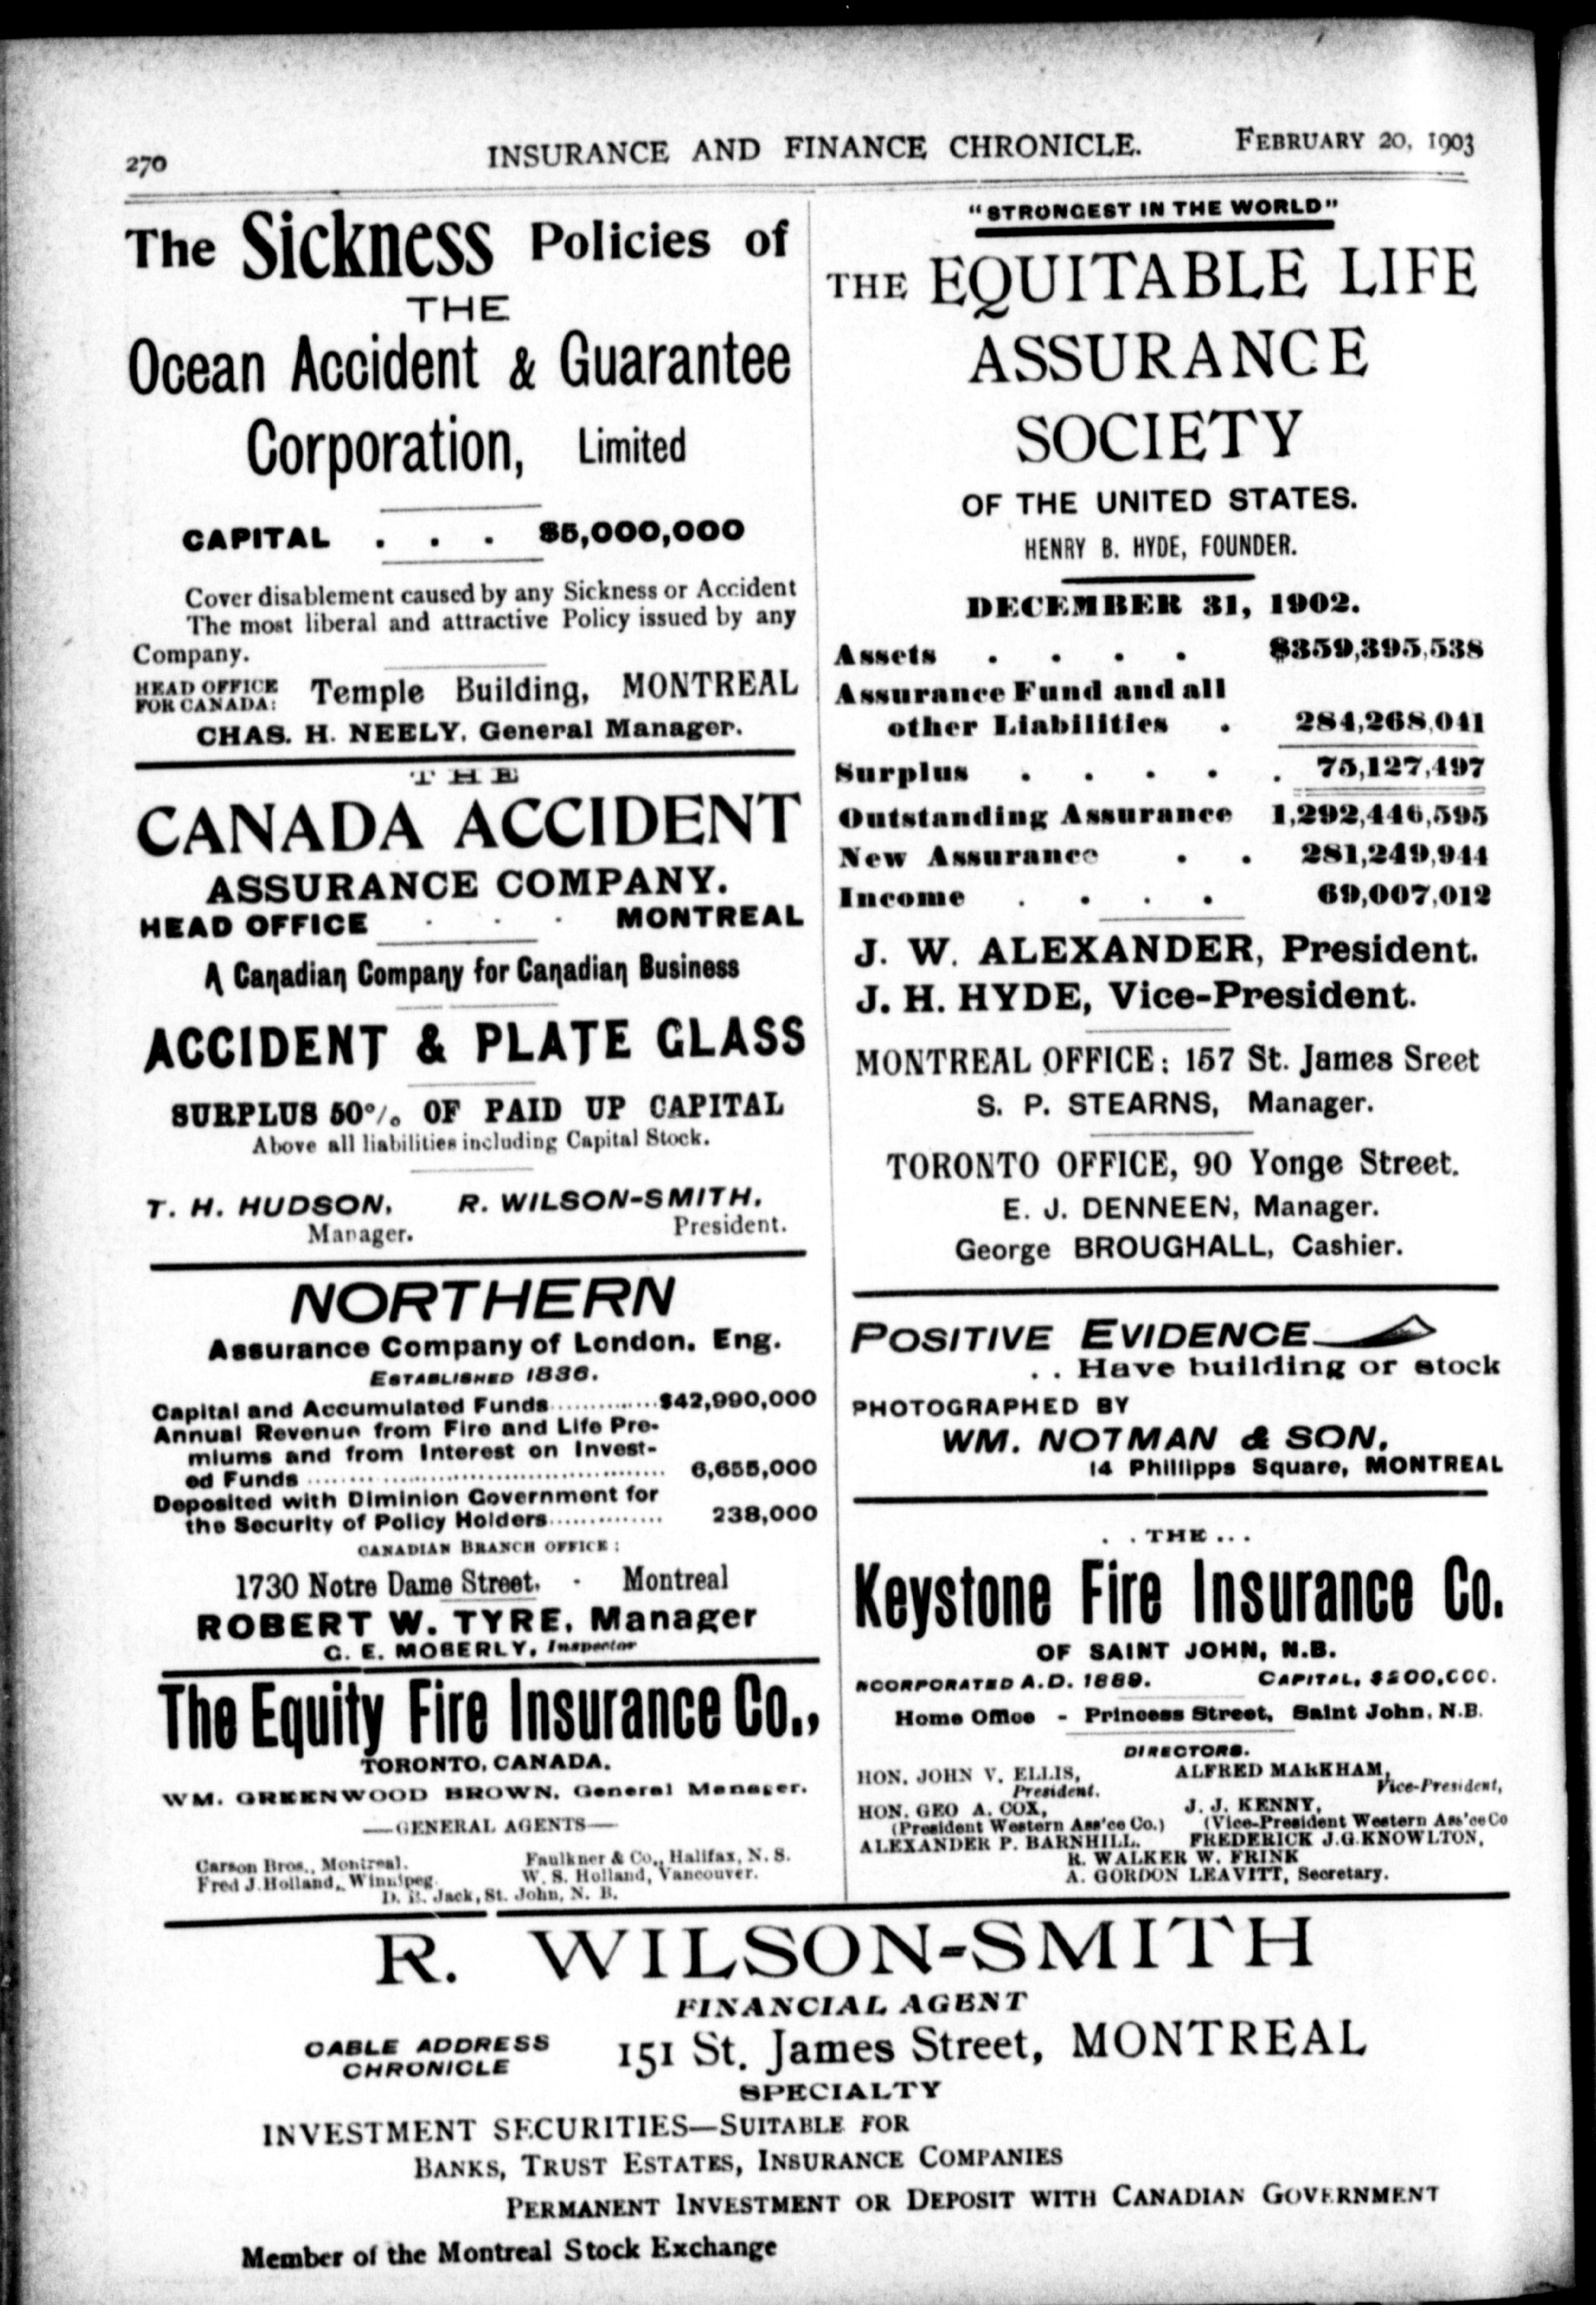 270 INSURANCE AND FINANCE CHRONICLE. FEBRUARY 20, 1903
The Sickness Policies of
THE
Ocean Accident & Guarantee
Corporation, Limited
CAPITAL . . . $5,000,000
Cover disablement caused by any Sickness or Accident
The most liberal and attractive Policy issued by any
Company.
HEAD OFFICE
FOR CANADA: Temple Building, MONTREAL
CHAS. H. NEELY, General Manager.
THE
CANADA ACCIDENT
ASSURANCE COMPANY.
HEAD OFFICE . . . MONTREAL
A Canadian Company for Canadian Business
ACCIDENT & PLATE GLASS
SURPLUS 50% OF PAID UP CAPITAL
Above all liabilities including Capital Stock.
T. H. HUDSON, R. WILSON-SMITH.
Manager. President.
NORTHERN
Assurance Company of London, Eng.
ESTABLISHED 1836.
Capital and Accumulated Funds.............$42,990,000
Annual Revenue from Fire and Life Pre-
miums and from Interest on Invest-
ed Funds........................................ 6,655,000
Deposited with Diminion Government for
the Security of Policy Holders.............. 238,000
CANADIAN BRANCH OFFICE:
1730 Notre Dame Street. - Montreal
ROBERT W. TYRE, Manager
C. E. MOBERLY, Inspector
The Equity Fire Insurance Co.,
TORONTO, CANADA.
WM. GREENWOOD BROWN, General Manager.
—GENERAL AGENTS—
Carson Bros., Montreal. Faulkner & Co., Halifax, N. S.
Fred J. Holland, Winnipeg. W. S. Holland, Vancouver.
D. B. Jack, St. John, N. B.
"STRONGEST IN THE WORLD"
THE EQUITABLE LIFE
ASSURANCE
SOCIETY
OF THE UNITED STATES.
HENRY B. HYDE, FOUNDER.
DECEMBER 31, 1902.
Assets . . . . $359,395,538
Assurance Fund and all
other Liabilities . 284,268,041
Surplus . . . . . 75,127,497
Outstanding Assurance 1,292,446,595
New Assurance . . 281,249,944
Income . . . . 69,007,012
J. W. ALEXANDER, President.
J. H. HYDE, Vice-President.
MONTREAL OFFICE: 157 St. James Sreet
S. P. STEARNS, Manager.
TORONTO OFFICE, 90 Yonge Street.
E. J. DENNEEN, Manager.
George BROUGHALL, Cashier.
POSITIVE EVIDENCE
. . Have building or stock
PHOTOGRAPHED BY
WM. NOTMAN & SON,
14 Phillipps Square, MONTREAL
. . THE ...
Keystone Fire Insurance Co.
OF SAINT JOHN, N.B.
NCORPORATED A.D. 1889. CAPITAL, $200,000.
Home Office - Princess Street, Saint John, N.B.
DIRECTORS.
HON. JOHN V. ELLIS, ALFRED MARKHAM,
President. Vice-President,
HON. GEO A. COX, J. J. KENNY,
(President Western Ass'ce Co.) (Vice-President Western Ass'ce Co
ALEXANDER P. BARNHILL. FREDERICK J.G. KNOWLTON,
R. WALKER W. FRINK
A. GORDON LEAVITT, Secretary.
R. WILSON-SMITH
FINANCIAL AGENT
CABLE ADDRESS
CHRONICLE 151 St. James Street, MONTREAL
SPECIALTY
INVESTMENT SECURITIES—SUITABLE FOR
BANKS, TRUST ESTATES, INSURANCE COMPANIES
PERMANENT INVESTMENT OR DEPOSIT WITH CANADIAN GOVERNMENT
Member of the Montreal Stock Exchange